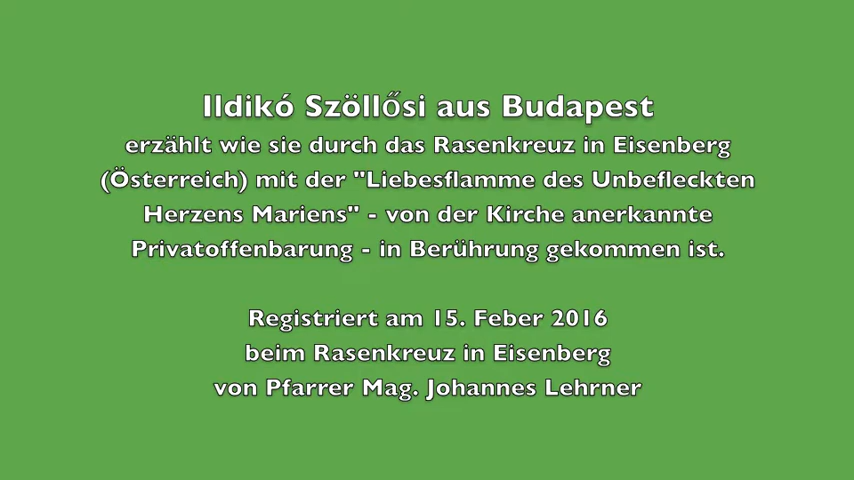 Ildikó Szöllősi aus Budapest
erzählt wie sie durch das Rasenkreuz in Eisenberg
(Österreich) mit der "Liebesflamme des Unbefleckten
Herzens Mariens" - von der Kirche anerkannte
Privatoffenbarung - in Berührung gekommen ist.
Registriert am 15. Feber 2016
beim Rasenkreuz in Eisenberg
von Pfarrer Mag. Johannes Lehrner